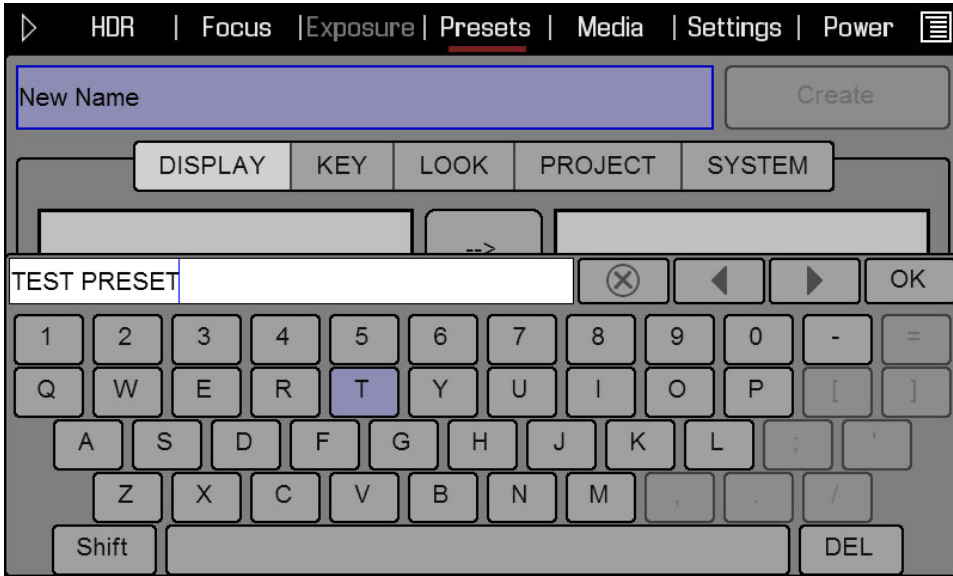 HDR | Focus | Exposure | Presets | Media | Settings | Power
New Name Create
DISPLAY KEY LOOK PROJECT SYSTEM
-->
TEST PRESET OK
1 2 3 4 5 6 7 8 9 0 - =
Q W E R T Y U I O P [ ]
A S D F G H J K L ; '
Z X C V B N M , . /
Shift DEL